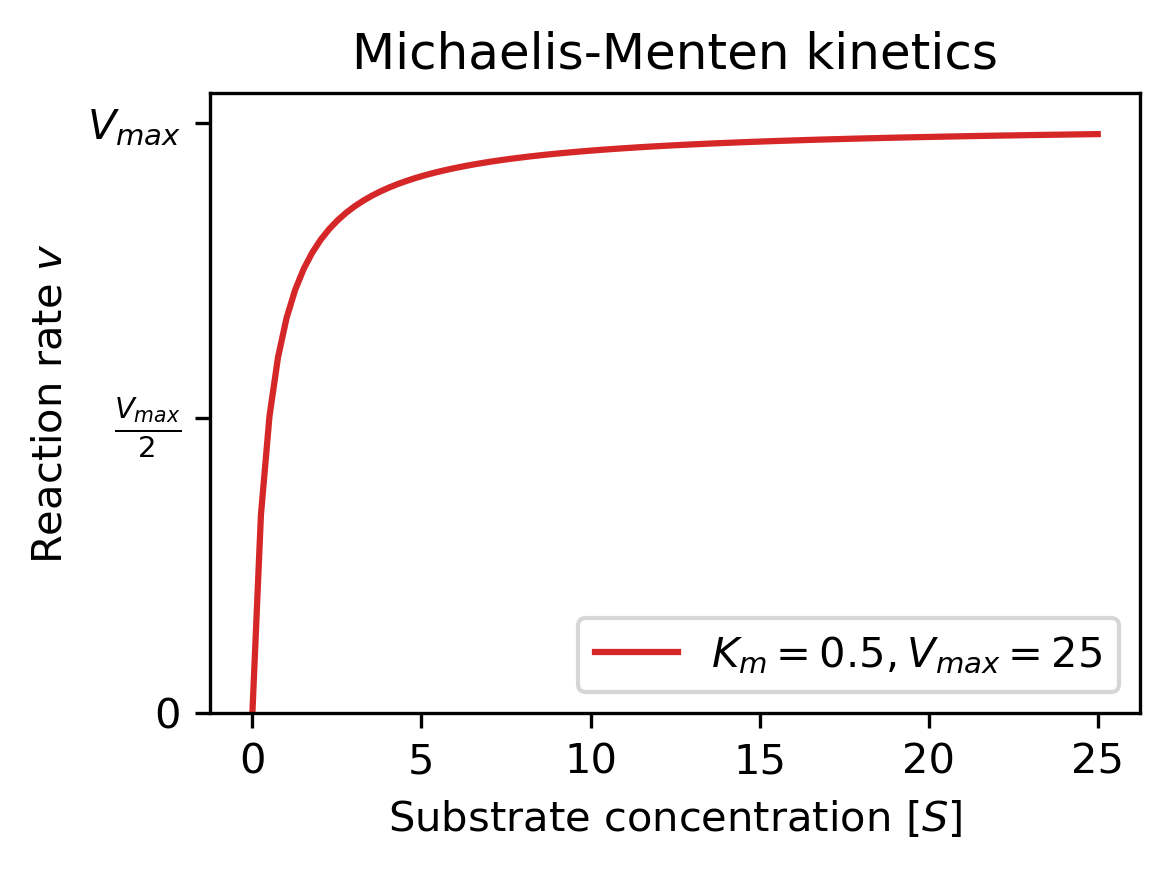 Michaelis-Menten kinetics
V_max
V_max/2
0
Reaction rate v
K_m = 0.5, V_max = 25
0 5 10 15 20 25
Substrate concentration [S]